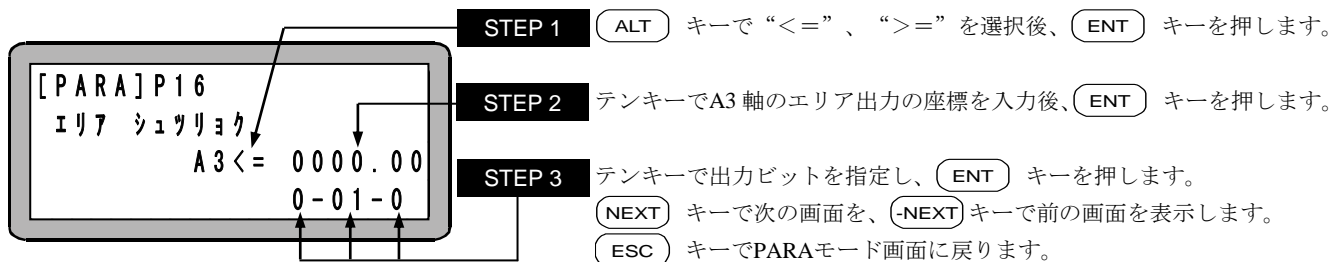 STEP 1 ALT キーで“<=”、“>=”を選択後、ENT キーを押します。
[PARA]P16
エリア シュツリョク
A3<= 0000.00
0-01-0
STEP 2 テンキーでA3 軸のエリア出力の座標を入力後、ENT キーを押します。
STEP 3 テンキーで出力ビットを指定し、ENT キーを押します。
NEXT キーで次の画面を、-NEXT キーで前の画面を表示します。
ESC キーでPARAモード画面に戻ります。